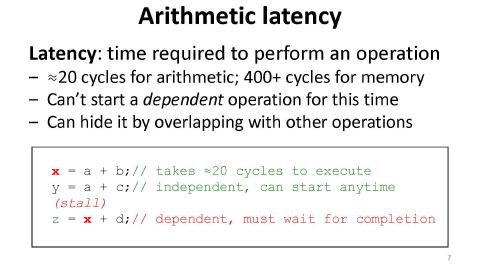 Arithmetic latency
Latency: time required to perform an operation
– ≈20 cycles for arithmetic; 400+ cycles for memory
– Can’t start a dependent operation for this time
– Can hide it by overlapping with other operations
x = a + b;// takes ≈20 cycles to execute
y = a + c;// independent, can start anytime
(stall)
z = x + d;// dependent, must wait for completion
7